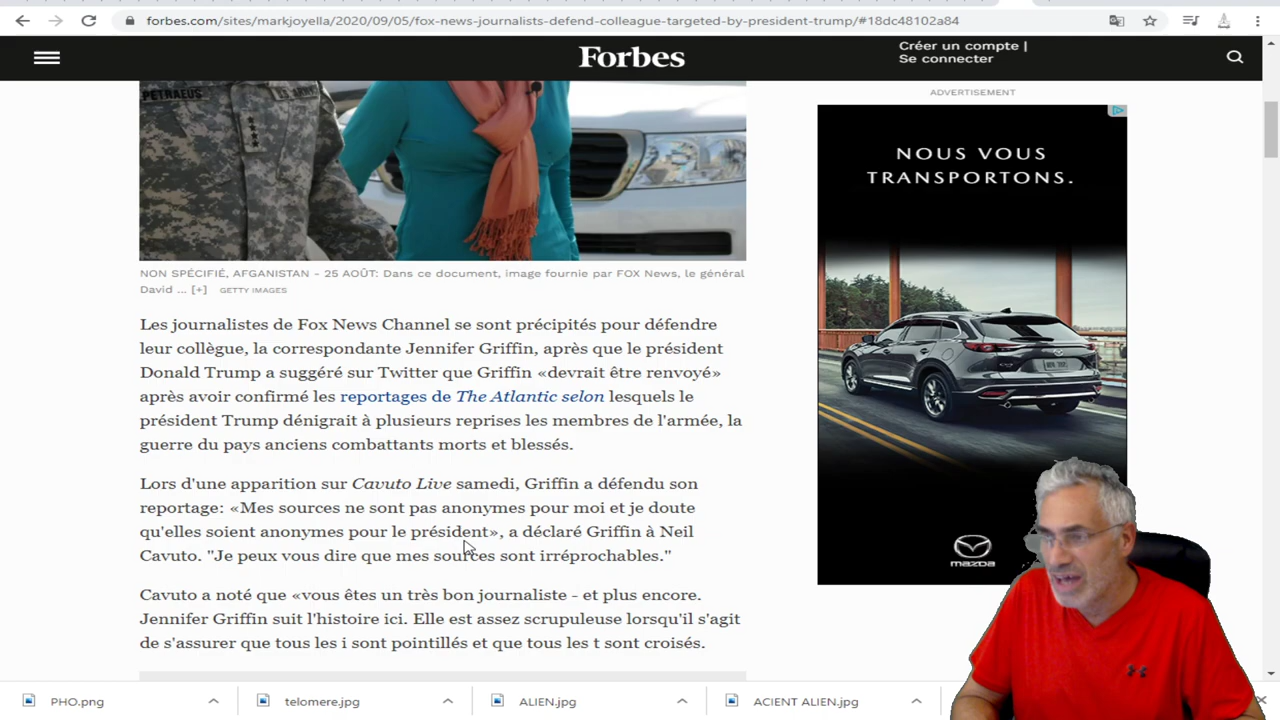 forbes.com/sites/markjoyella/2020/09/05/fox-news-journalists-defend-colleague-targeted-by-president-trump/#18dc48102a84
Forbes
Créer un compte |
Se connecter
ADVERTISEMENT
PETRAEUS
U.S. ARMY
NOUS VOUS
TRANSPORTONS.
mazda
NON SPÉCIFIÉ, AFGANISTAN - 25 AOÛT: Dans ce document, image fournie par FOX News, le général
David ... [+] GETTY IMAGES
Les journalistes de Fox News Channel se sont précipités pour défendre
leur collègue, la correspondante Jennifer Griffin, après que le président
Donald Trump a suggéré sur Twitter que Griffin «devrait être renvoyé»
après avoir confirmé les reportages de The Atlantic selon lesquels le
président Trump dénigrait à plusieurs reprises les membres de l'armée, la
guerre du pays anciens combattants morts et blessés.
Lors d'une apparition sur Cavuto Live samedi, Griffin a défendu son
reportage: «Mes sources ne sont pas anonymes pour moi et je doute
qu'elles soient anonymes pour le président», a déclaré Griffin à Neil
Cavuto. "Je peux vous dire que mes sources sont irréprochables."
Cavuto a noté que «vous êtes un très bon journaliste - et plus encore.
Jennifer Griffin suit l'histoire ici. Elle est assez scrupuleuse lorsqu'il s'agit
de s'assurer que tous les i sont pointillés et que tous les t sont croisés.
PHO.png
telomere.jpg
ALIEN.jpg
ACIENT ALIEN.jpg